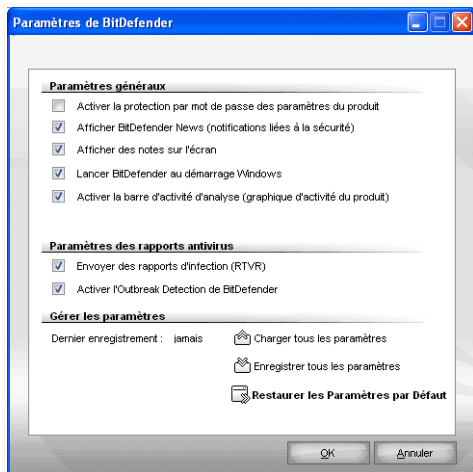 Paramètres de BitDefender
Paramètres généraux
Activer la protection par mot de passe des paramètres du produit
Afficher BitDefender News (notifications liées à la sécurité)
Afficher des notes sur l'écran
Lancer BitDefender au démarrage Windows
Activer la barre d'activité d'analyse (graphique d'activité du produit)
Paramètres des rapports antivirus
Envoyer des rapports d'infection (RTVR)
Activer l'Outbreak Detection de BitDefender
Gérer les paramètres
Dernier enregistrement : jamais Charger tous les paramètres
Enregistrer tous les paramètres
Restaurer les Paramètres par Défaut
OK Annuler